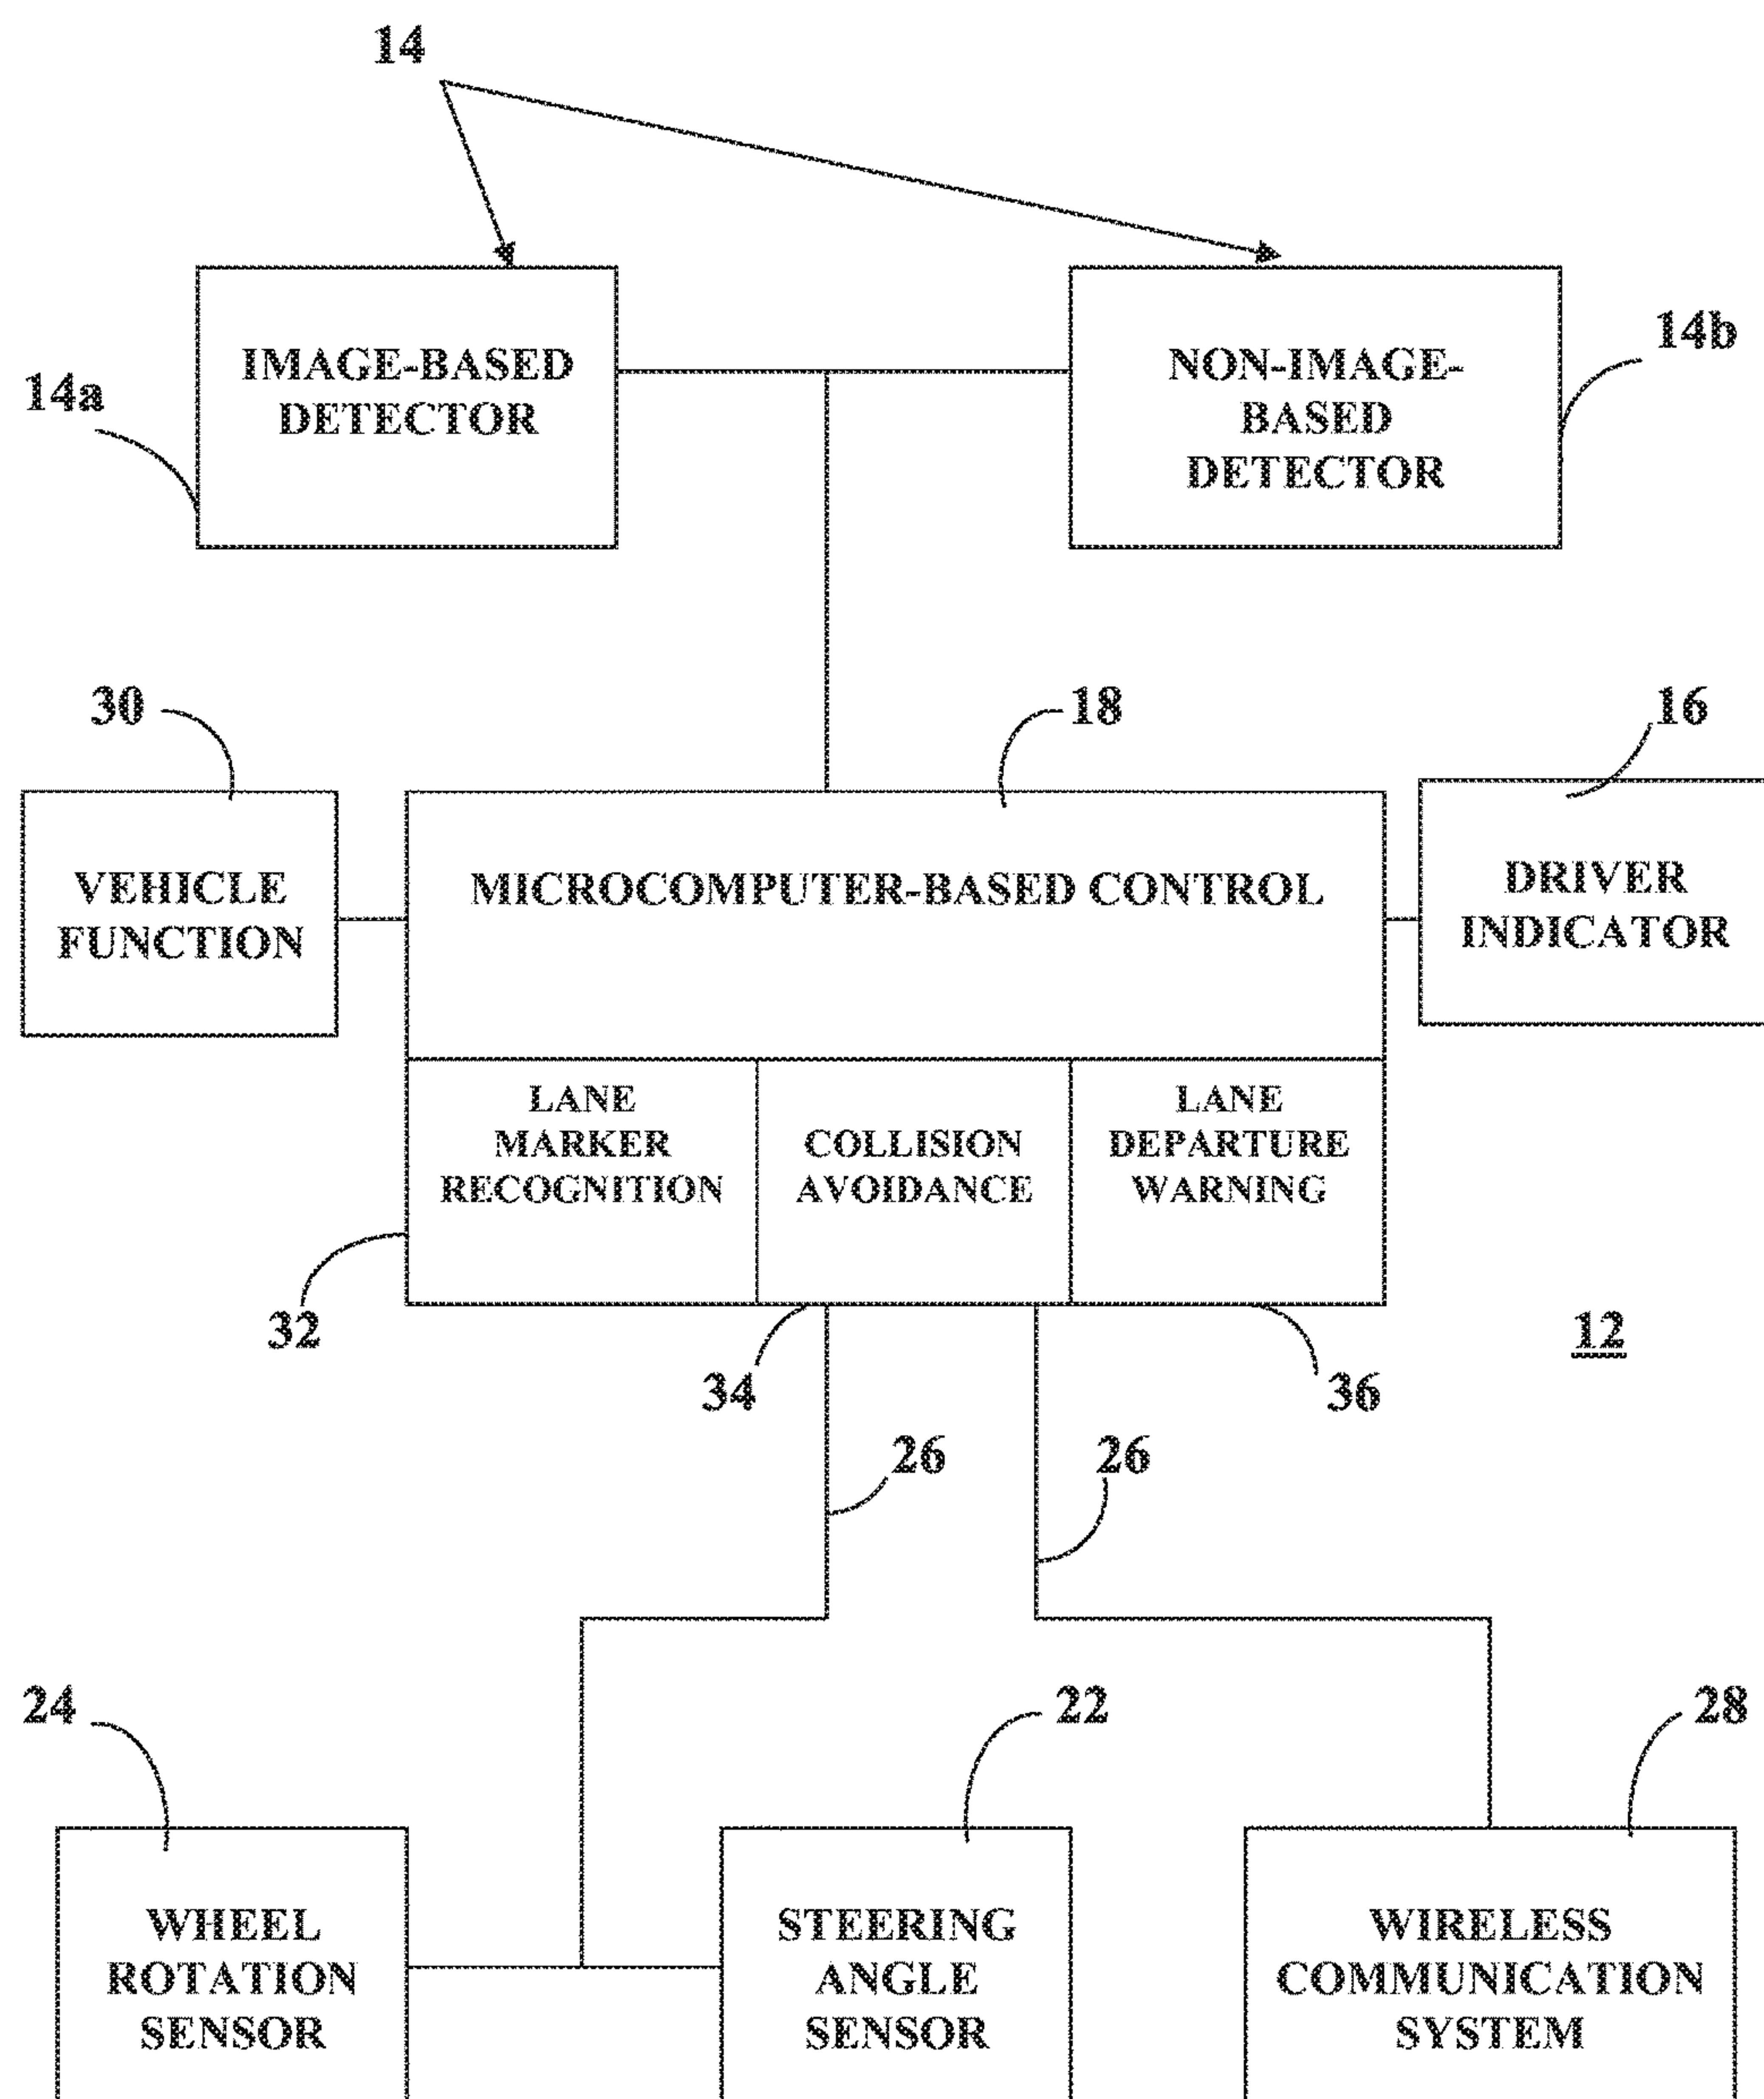 14
IMAGE-BASED
DETECTOR
NON-IMAGE-
BASED
DETECTOR
14a
14b
30
18
16
VEHICLE
FUNCTION
MICROCOMPUTER-BASED CONTROL
DRIVER
INDICATOR
LANE
MARKER
RECOGNITION
COLLISION
AVOIDANCE
LANE
DEPARTURE
WARNING
32
34
36
12
26
26
24
22
28
WHEEL
ROTATION
SENSOR
STEERING
ANGLE
SENSOR
WIRELESS
COMMUNICATION
SYSTEM